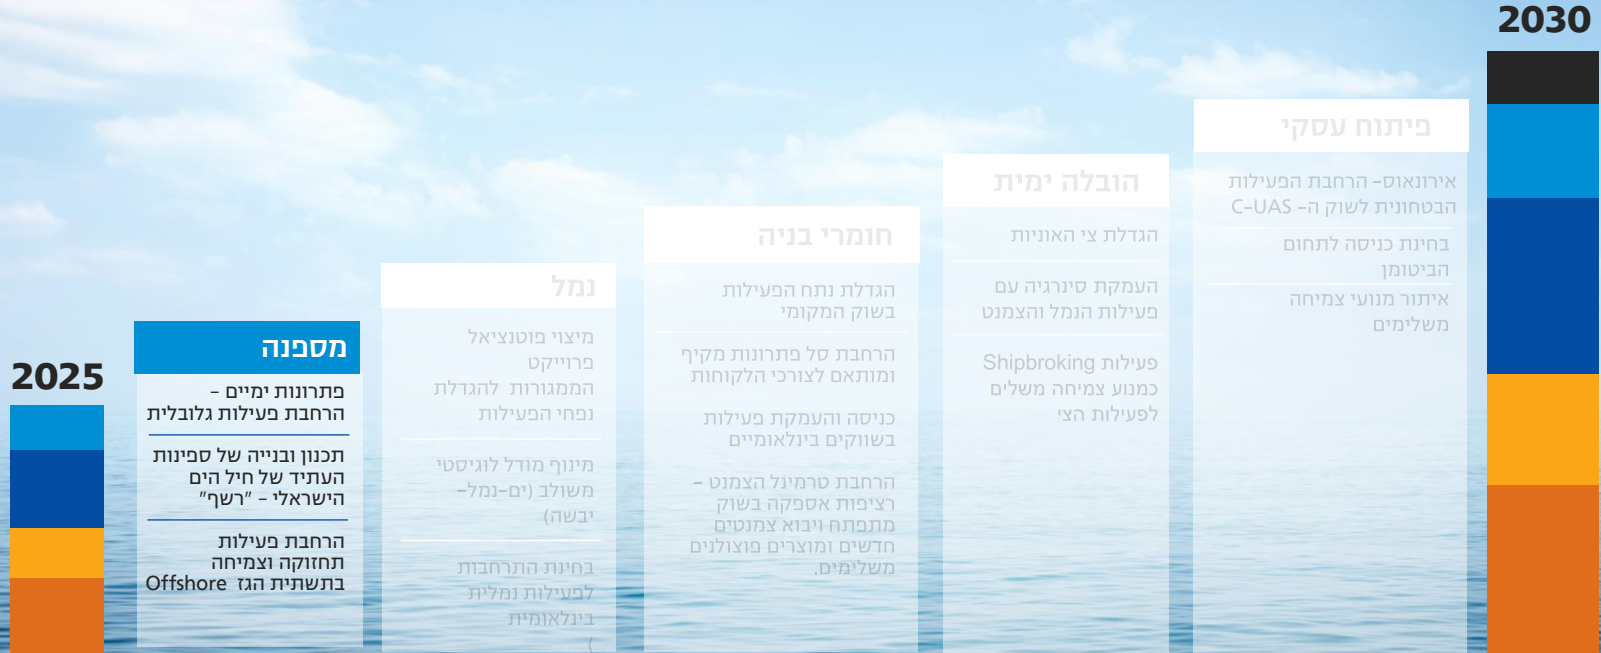 2030
פיתוח עסקי
אירונאוס- הרחבת הפעילות
הבטחונית לשוק ה- C-UAS
בחינת כניסה לתחום
הביטומן
איתור מנועי צמיחה
משלימים
הובלה ימית
הגדלת צי האוניות
העמקת סינרגיה עם
פעילות הנמל והצמנט
פעילות Shipbroking
כמנוע צמיחה משלים
לפעילות הצי
חומרי בניה
הגדלת נתח הפעילות
בשוק המקומי
הרחבת סל פתרונות מקיף
ומותאם לצורכי הלקוחות
כניסה והעמקת פעילות
בשווקים בינלאומיים
הרחבת טרמינל הצמנט -
רציפות אספקה בשוק
מתפתח ויבוא צמנטים
חדשים ומוצרים פוצולנים
משלימים.
נמל
מיצוי פוטנציאל
פרוייקט
הממגורות להגדלת
נפחי הפעילות
מינוף מודל לוגיסטי
משולב (ים-נמל-
יבשה)
בחינת התרחבות
לפעילות נמלית
בינלאומית
)
מספנה
פתרונות ימיים -
הרחבת פעילות גלובלית
תכנון ובנייה של ספינות
העתיד של חיל הים
הישראלי - "רשף"
הרחבת פעילות
תחזוקה וצמיחה
בתשתית הגז Offshore
2025